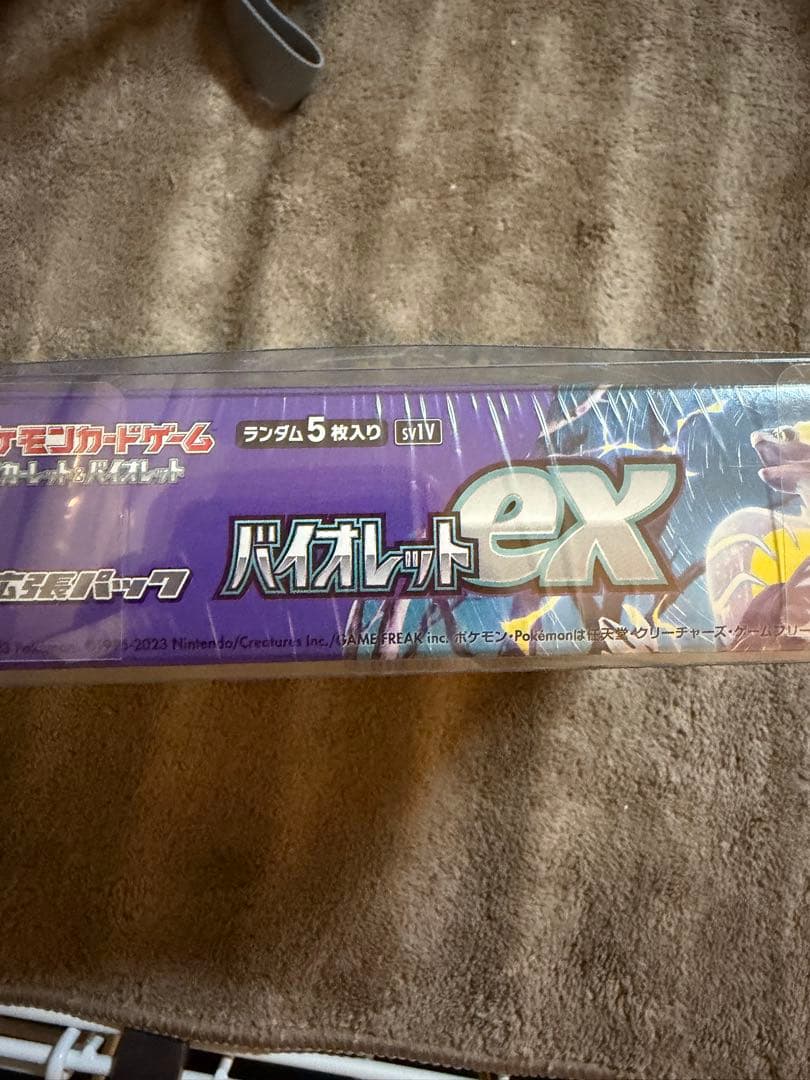 ケモンカードゲーム
カーレット&バイオレット
ランダム5枚入り
SV1V
拡張パック
バイオレットex
1995-2023 Nintendo/Creatures Inc./GAME FREAK inc. ポケモン・Pokémonは任天堂・クリーチャーズ・ゲームフリー